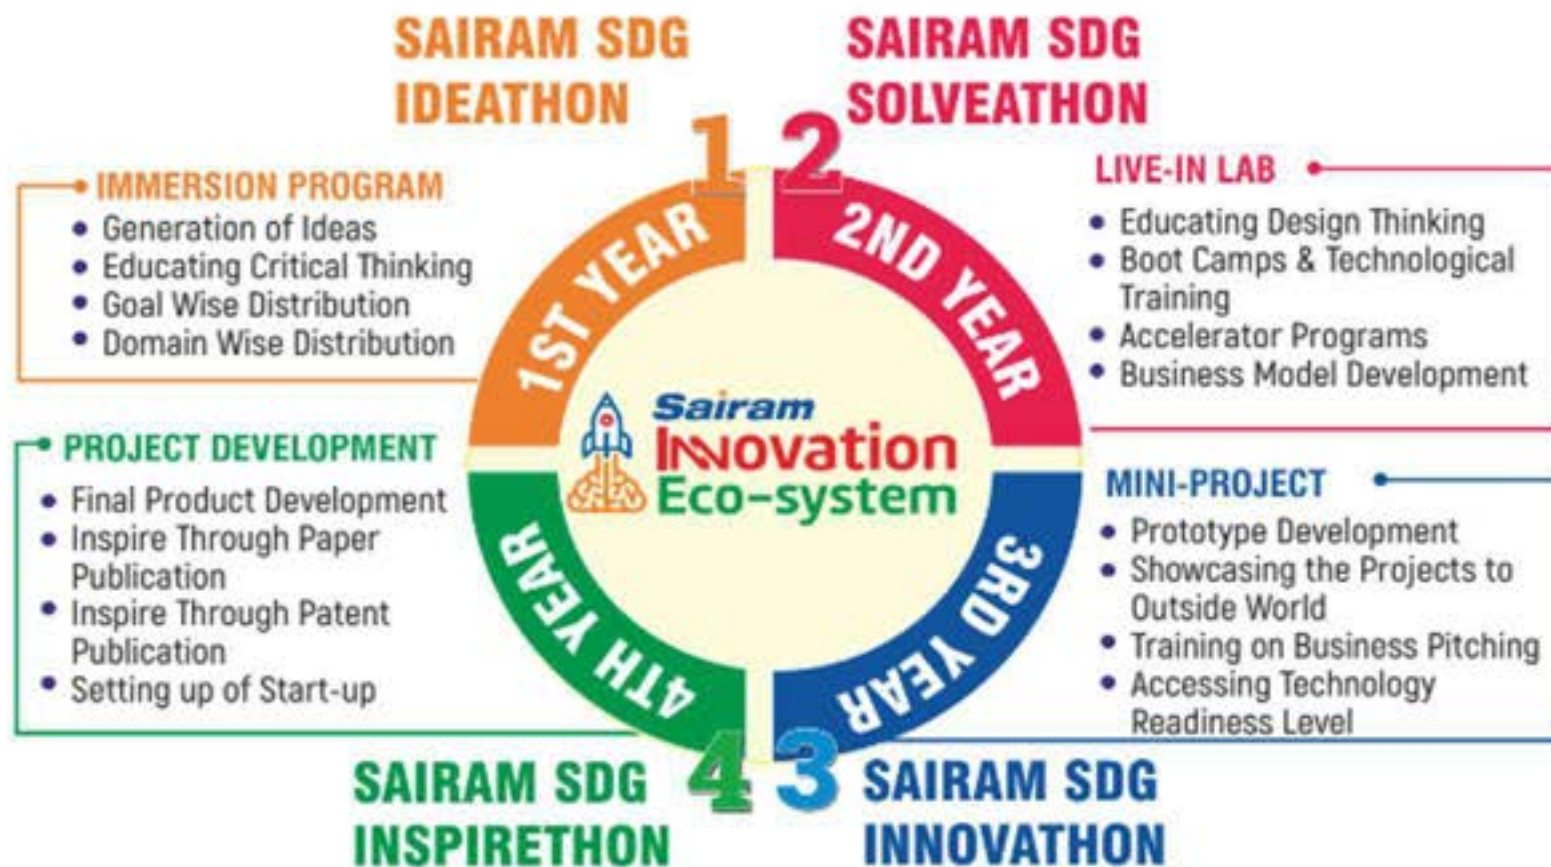 SAIRAM SDG
IDEATHON
1
IMMERSION PROGRAM
Generation of Ideas
Educating Critical Thinking
Goal Wise Distribution
Domain Wise Distribution
1ST YEAR
SAIRAM SDG
SOLVEATHON
2
LIVE-IN LAB
Educating Design Thinking
Boot Camps & Technological
Training
Accelerator Programs
Business Model Development
2ND YEAR
Sairam
Innovation
Eco-system
PROJECT DEVELOPMENT
Final Product Development
Inspire Through Paper
Publication
Inspire Through Patent
Publication
Setting up of Start-up
4TH YEAR
4
SAIRAM SDG
INSPIRETHON
MINI-PROJECT
Prototype Development
Showcasing the Projects to
Outside World
Training on Business Pitching
Accessing Technology
Readiness Level
3RD YEAR
3
SAIRAM SDG
INNOVATHON